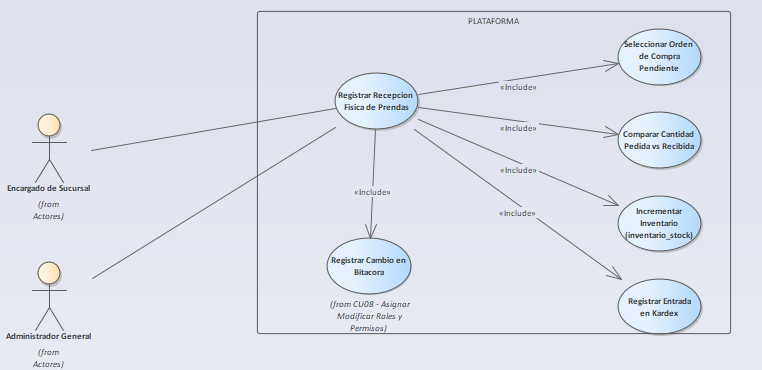 PLATAFORMA
Seleccionar Orden
de Compra
Pendiente
«Include»
Registrar Recepcion
Fisica de Prendas
«Include»
Comparar Cantidad
Pedida vs Recibida
«Include»
Encargado de Sucursal
(from
Actores)
«Include»
«Include»
Incrementar
Inventario
(inventario_stock)
Registrar Cambio en
Bitacora
(from CU08 - Asignar
Modificar Roles y
Permisos)
Registrar Entrada
en Kardex
Administrador General
(from
Actores)